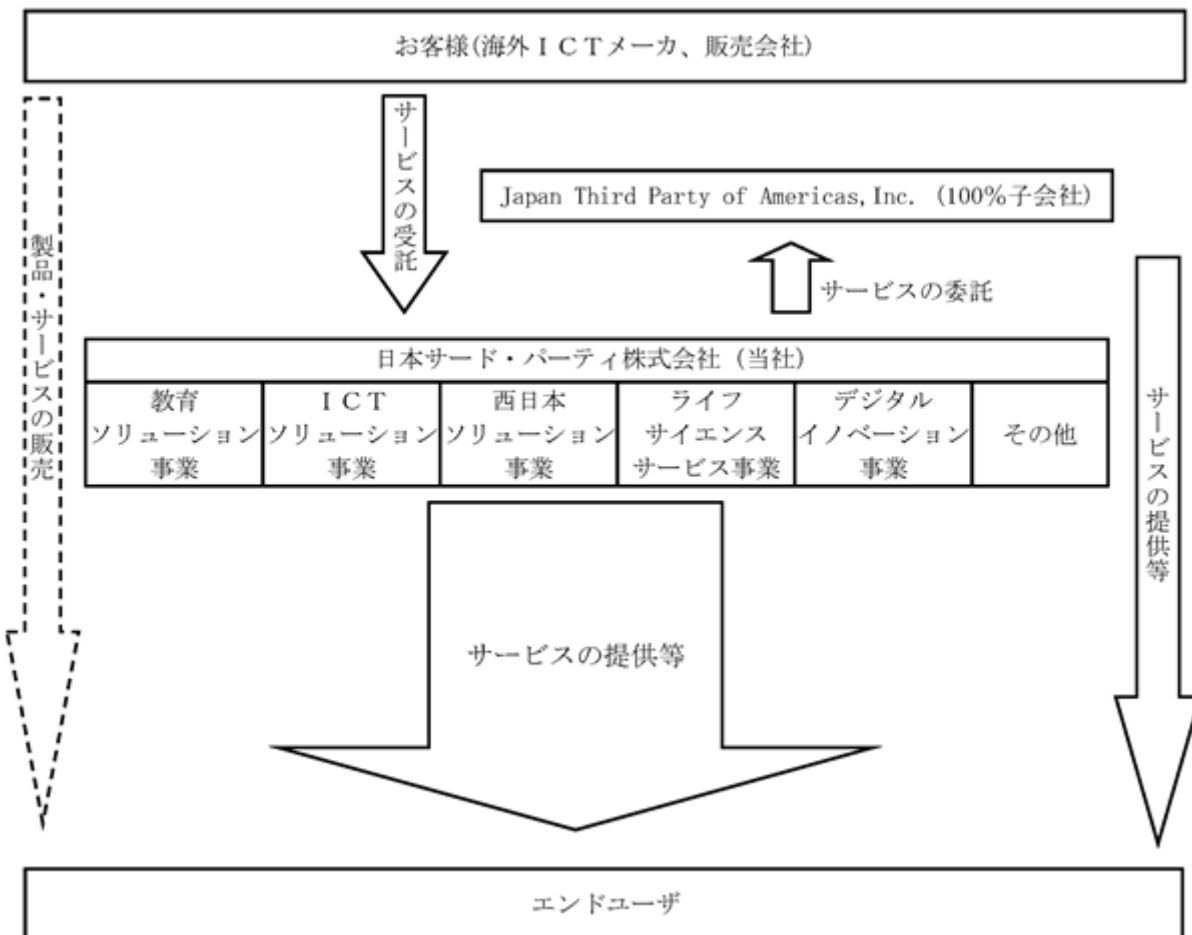 お客様(海外ＩＣＴメーカ、販売会社)
サービスの受託
Japan Third Party of Americas,Inc. (100%子会社)
製品・サービスの販売
サービスの委託
サービスの提供等
日本サード・パーティ株式会社（当社）
教育
ソリューション
事業
ＩＣＴ
ソリューション
事業
西日本
ソリューション
事業
ライフ
サイエンス
サービス事業
デジタル
イノベーション
事業
その他
サービスの提供等
エンドユーザ